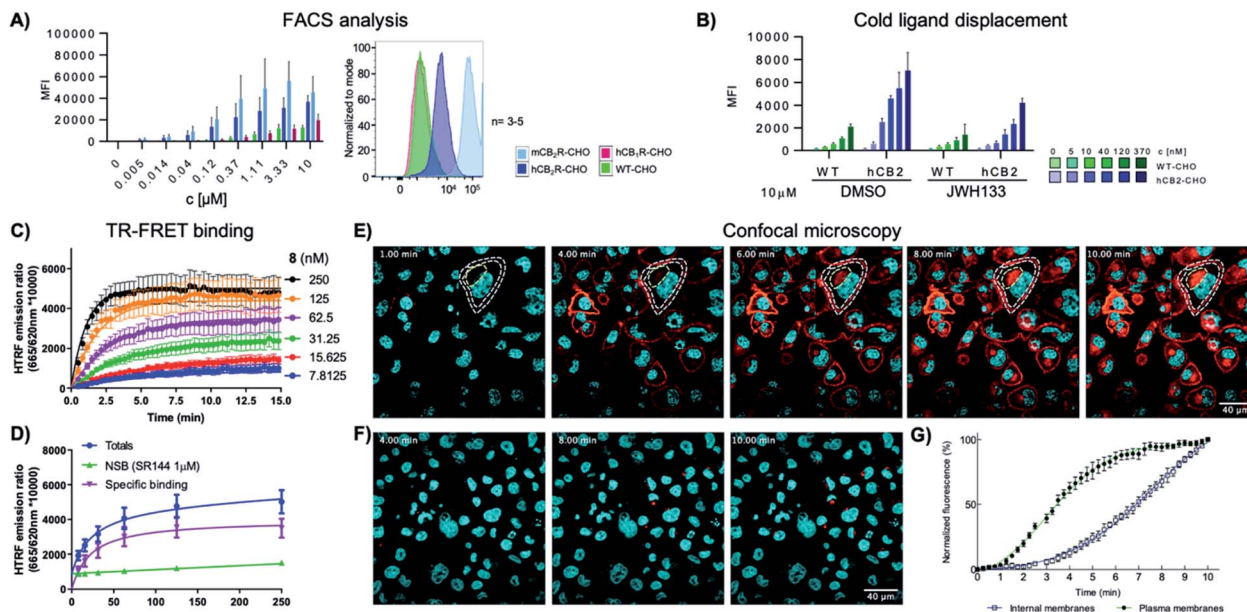 A)
FACS analysis
MFI
100000
80000
60000
40000
20000
0
0
0.005
0.014
0.04
0.12
0.37
1.11
3.33
10
c [µM]
Normalized to mode
100
80
60
40
20
0
0
10⁴
10⁵
n= 3-5
mCB₂R-CHO
hCB₁R-CHO
hCB₂R-CHO
WT-CHO
B)
Cold ligand displacement
MFI
10000
8000
6000
4000
2000
0
WT
hCB2
WT
hCB2
10µM
DMSO
JWH133
0 5 10 40 120 370 c [nM]
WT-CHO
hCB2-CHO
C)
TR-FRET binding
HTRF emission ratio
(665/620nm *10000)
6000
4000
2000
0
0.0 2.5 5.0 7.5 10.0 12.5 15.0
Time (min)
8 (nM)
250
125
62.5
31.25
15.625
7.8125
D)
HTRF emission ratio
(665/620nm *10000)
8000
6000
4000
2000
0
0 50 100 150 200 250
Totals
NSB (SR144 1µM)
Specific binding
E)
Confocal microscopy
1.00 min
4.00 min
6.00 min
8.00 min
10.00 min
40 µm
F)
4.00 min
8.00 min
10.00 min
40 µm
G)
Normalized fluorescence (%)
100
50
0
0 1 2 3 4 5 6 7 8 9 10
Time (min)
Internal membranes
Plasma membranes